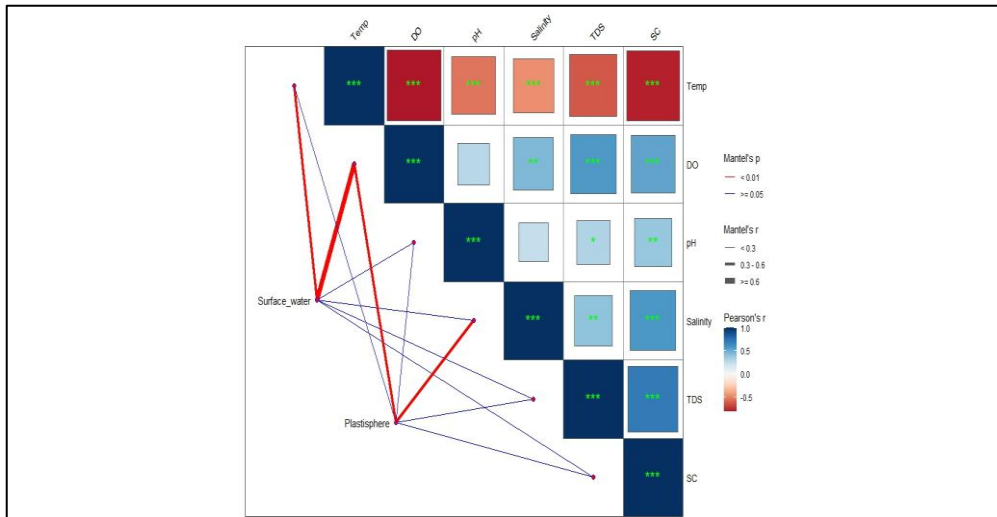 Temp DO pH Salinity TDS SC
*** *** *** *** *** *** Temp
*** ** *** *** DO
*** * ** pH
*** ** *** Salinity
*** *** TDS
*** SC
Surface_water
Plastisphere
Mantel's p
< 0.01
>= 0.05
Mantel's r
< 0.3
0.3 - 0.6
>= 0.6
Pearson's r
1.0
0.5
0.0
-0.5